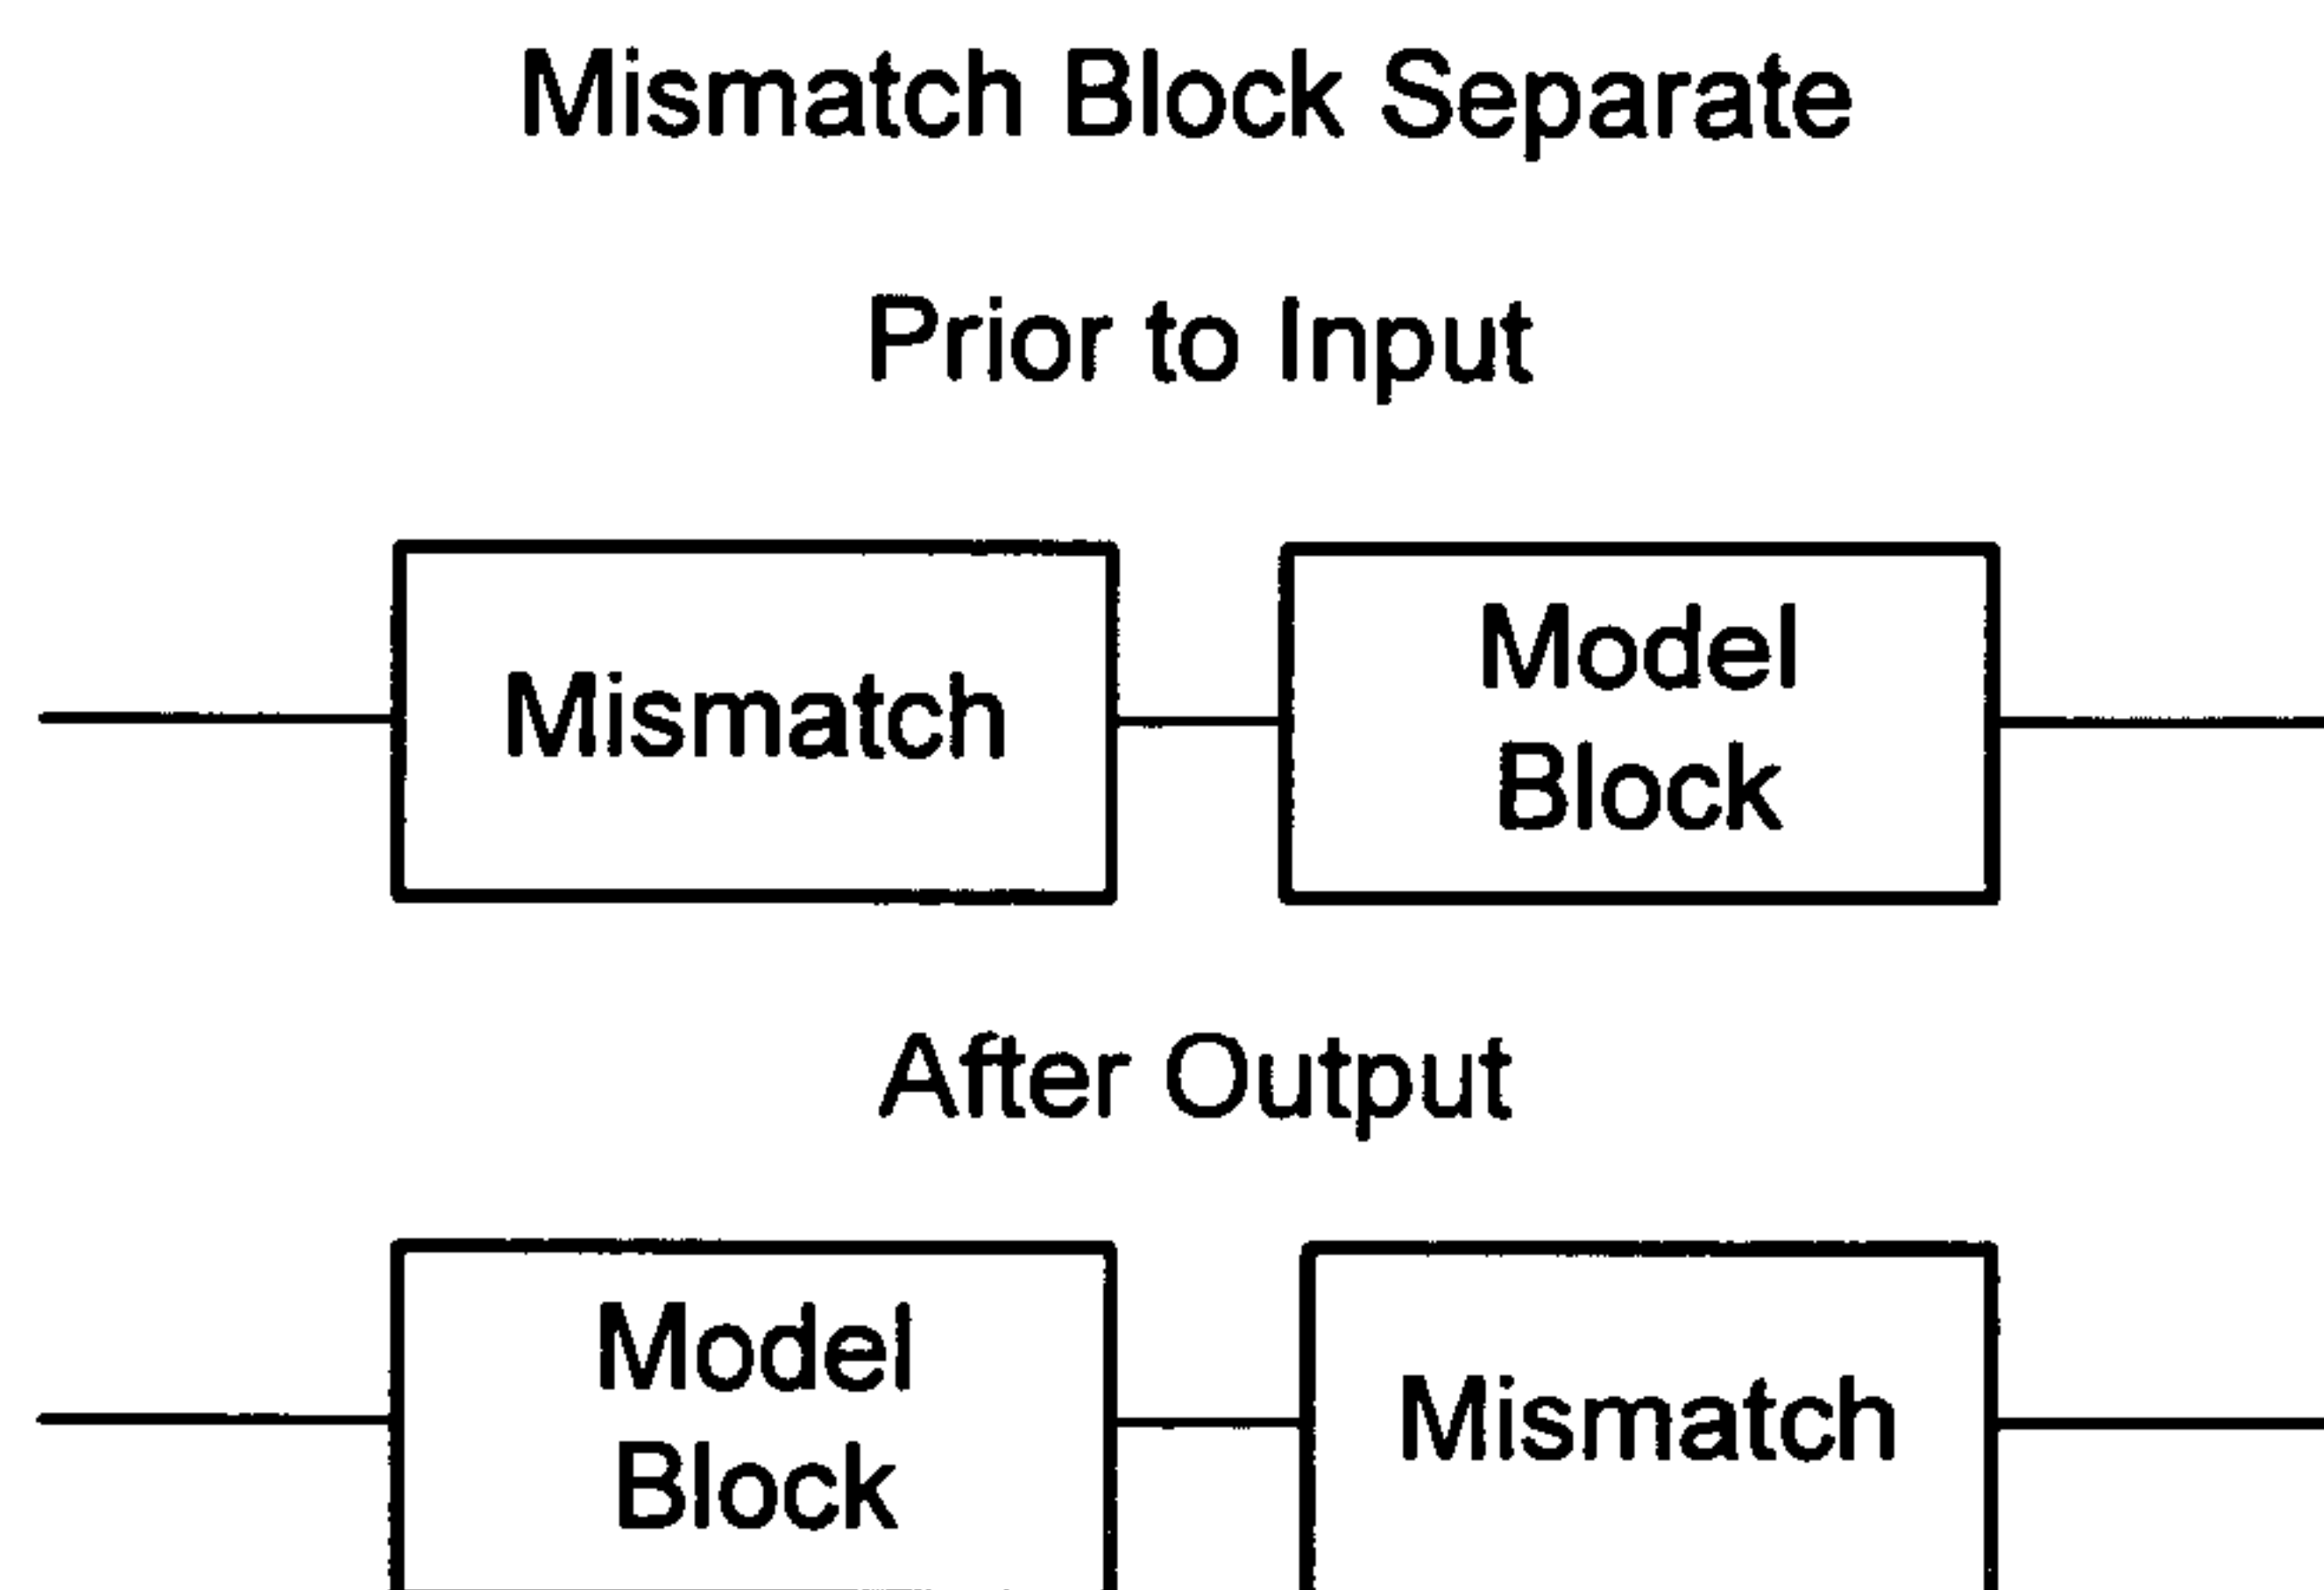 Mismatch Block Separate
Prior to Input
Mismatch
Model
Block
After Output
Model
Block
Mismatch